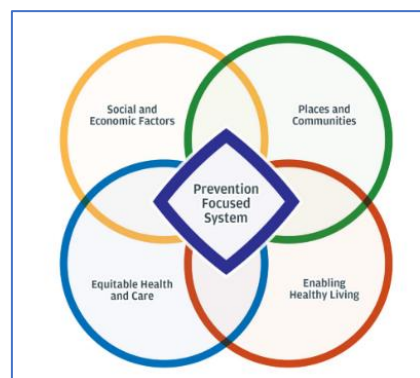 Social and
Economic Factors
Places and
Communities
Prevention
Focused
System
Equitable Health
and Care
Enabling
Healthy Living